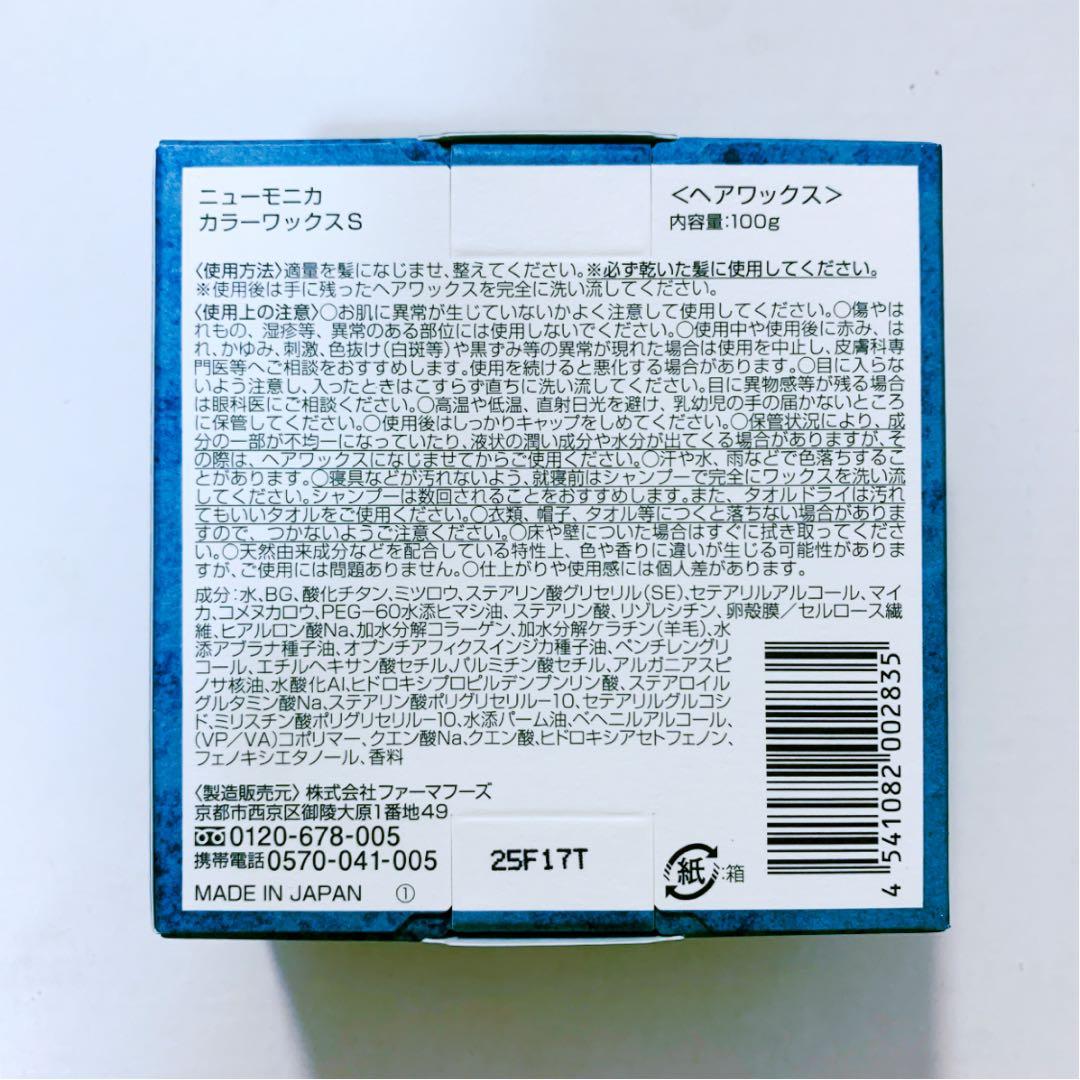 ニューモニカ
カラーワックスS
<ヘアワックス>
内容量:100g
〈使用方法〉適量を髪になじませ、整えてください。※必ず乾いた髪に使用してください。
※使用後は手に残ったヘアワックスを完全に洗い流してください。
〈使用上の注意〉○お肌に異常が生じていないかよく注意して使用してください。○傷やは
れもの、湿疹等、異常のある部位には使用しないでください。○使用中や使用後に赤み、は
れ、かゆみ、刺激、色抜け(白斑等)や黒ずみ等の異常が現れた場合は使用を中止し、皮膚科専
門医等へご相談をおすすめします。使用を続けると悪化する場合があります。○目に入らな
いよう注意し、入ったときはこすらず直ちに洗い流してください。目に異物感等が残る場合
は眼科医にご相談ください。○高温や低温、直射日光を避け、乳幼児の手の届かないところ
に保管してください。○使用後はしっかりキャップをしめてください。○保管状況により、成
分の一部が不均一になっていたり、液状の潤い成分や水分が出てくる場合がありますが、そ
の際は、ヘアワックスになじませてからご使用ください。○汗や水、雨などで色落ちするこ
とがあります。○寝具などが汚れないよう、就寝前はシャンプーで完全にワックスを洗い流
してください。シャンプーは数回されることをおすすめします。また、タオルドライは汚れ
てもいいタオルをご使用ください。○衣類、帽子、タオル等につくと落ちない場合があります
ので、つかないようご注意ください。○床や壁についた場合はすぐに拭き取ってくださ
い。○天然由来成分などを配合している特性上、色や香りに違いが生じる可能性がありま
すが、ご使用には問題ありません。○仕上がりや使用感には個人差があります。
成分:水、BG、酸化チタン、ミツロウ、ステアリン酸グリセリル(SE)、セテアリルアルコール、マイ
カ、コメヌカロウ、PEG-60水添ヒマシ油、ステアリン酸、リゾレシチン、卵殻膜／セルロース繊
維、ヒアルロン酸Na、加水分解コラーゲン、加水分解ケラチン(羊毛)、水
添アブラナ種子油、オプンチアフィクスインジカ種子油、ペンチレングリ
コール、エチルヘキサン酸セチル、パルミチン酸セチル、アルガニアスピ
ノサ核油、水酸化Al、ヒドロキシプロピルデンプンリン酸、ステアロイル
グルタミン酸Na、ステアリン酸ポリグリセリル-10、セテアリルグルコシ
ド、ミリスチン酸ポリグリセリル-10、水添パーム油、ベヘニルアルコール、
(VP／VA)コポリマー、クエン酸Na、クエン酸、ヒドロキシアセトフェノン、
フェノキシエタノール、香料
〈製造販売元〉株式会社ファーマフーズ
京都市西京区御陵大原1番地49
0120-678-005
携帯電話0570-041-005
MADE IN JAPAN ①
25F17T
紙:箱
4 541082 002835